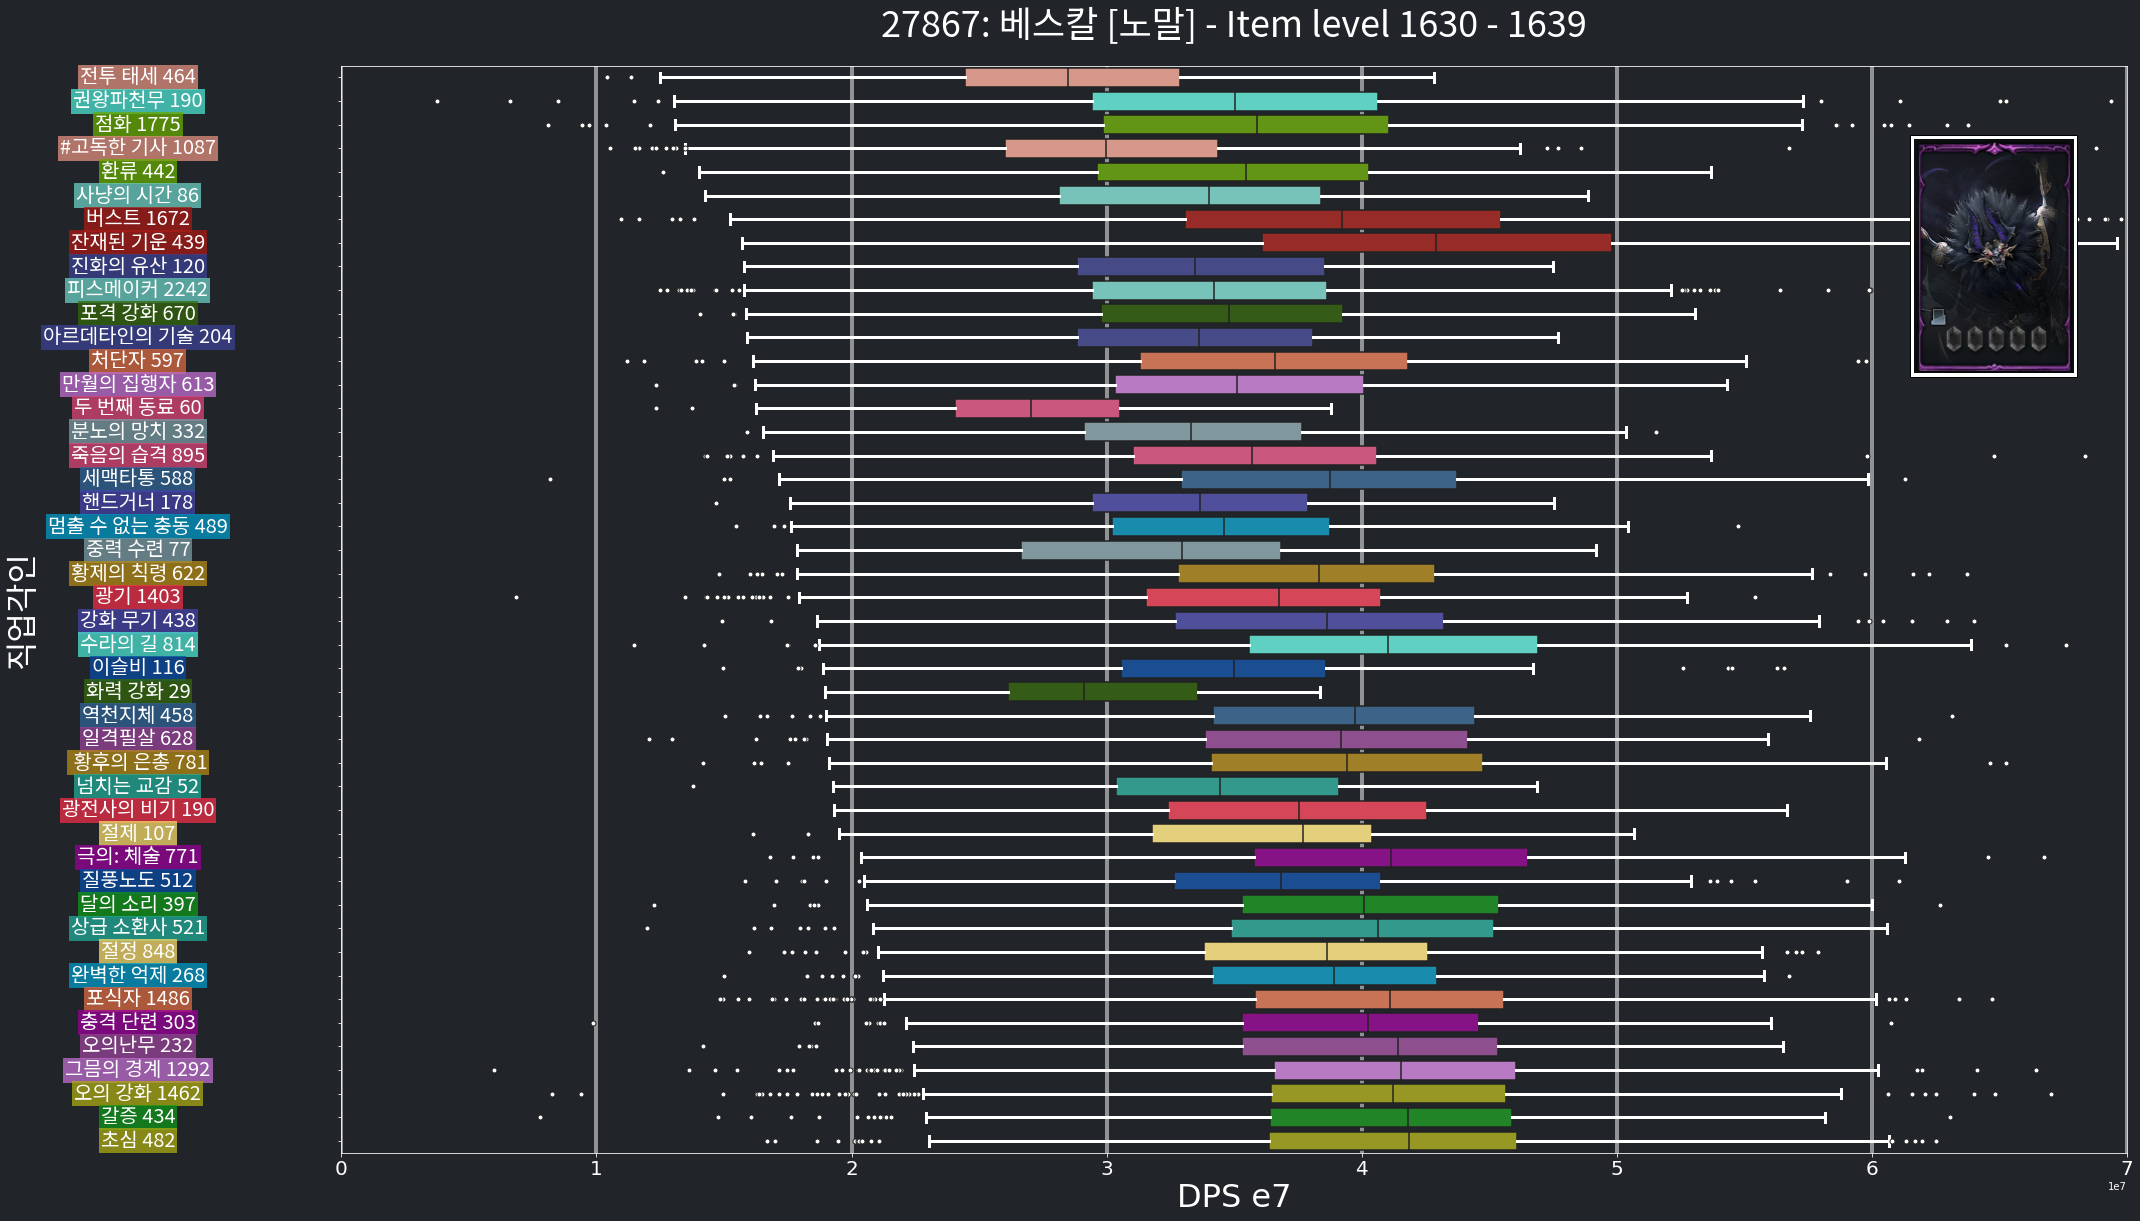 27867: 베스칼 [노말] - Item level 1630 - 1639
전투 태세 464
권왕파천무 190
점화 1775
#고독한 기사 1087
환류 442
사냥의 시간 86
버스트 1672
잔재된 기운 439
진화의 유산 120
피스메이커 2242
포격 강화 670
아르데타인의 기술 204
처단자 597
만월의 집행자 613
두 번째 동료 60
분노의 망치 332
죽음의 습격 895
세맥타통 588
핸드거너 178
멈출 수 없는 충동 489
중력 수련 77
황제의 칙령 622
광기 1403
강화 무기 438
수라의 길 814
이슬비 116
화력 강화 29
역천지체 458
일격필살 628
황후의 은총 781
넘치는 교감 52
광전사의 비기 190
절제 107
극의: 체술 771
질풍노도 512
달의 소리 397
상급 소환사 521
절정 848
완벽한 억제 268
포식자 1486
충격 단련 303
오의난무 232
그믐의 경계 1292
오의 강화 1462
갈증 434
초심 482
직업각인
0 1 2 3 4 5 6 7
DPS e7
1e7